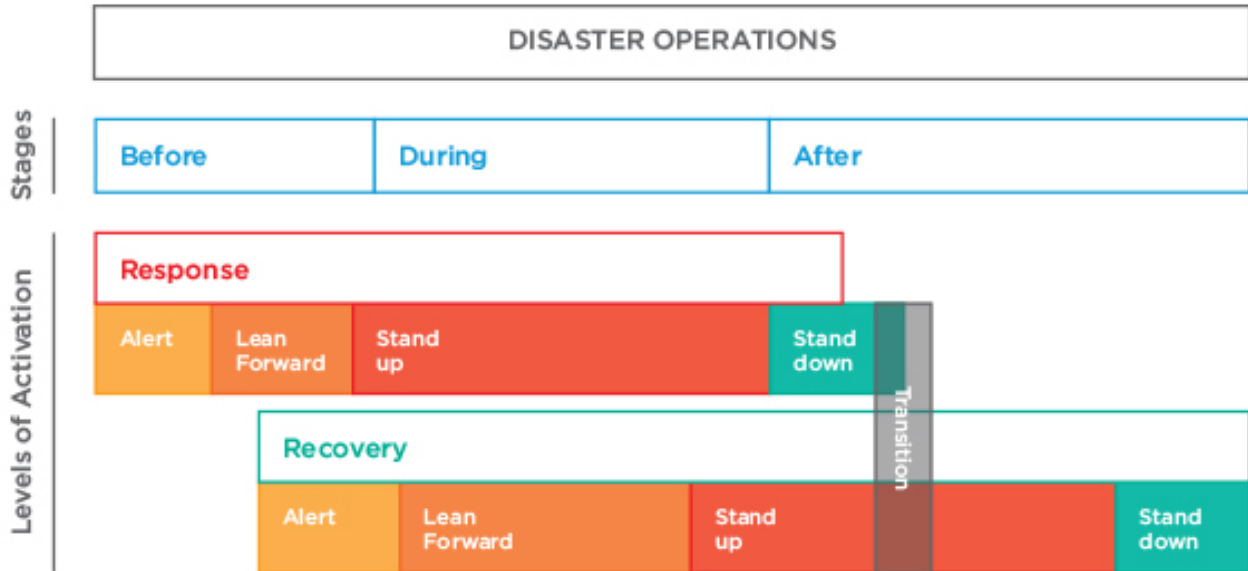 DISASTER OPERATIONS
Stages
Before
During
After
Levels of Activation
Response
Alert
Lean
Forward
Stand
up
Stand
down
Transition
Recovery
Alert
Lean
Forward
Stand
up
Stand
down